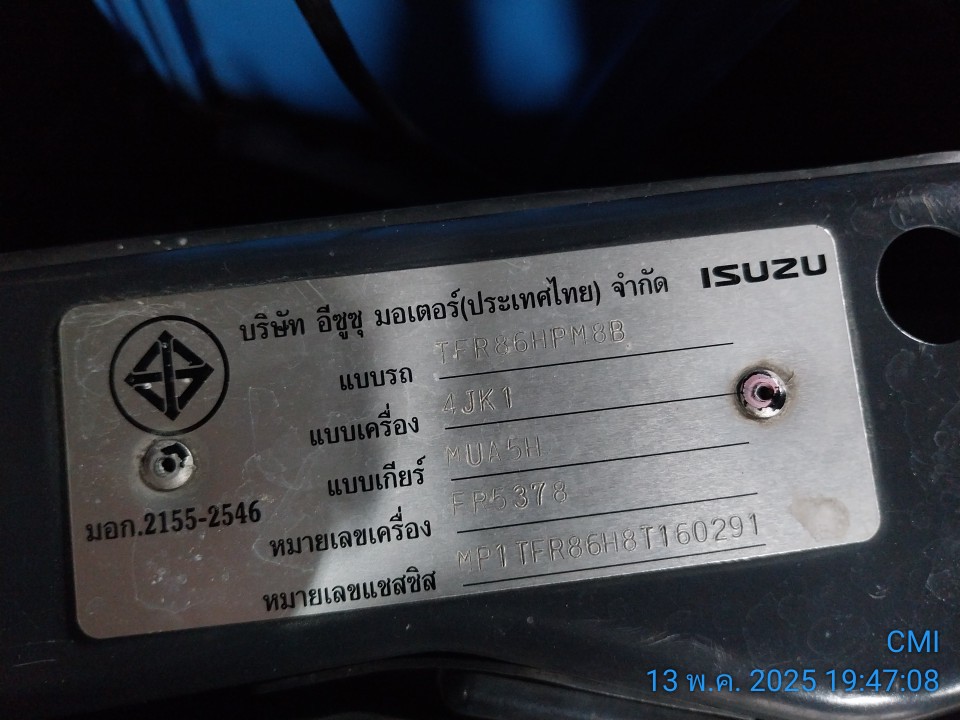 ISUZU
บริษัท อีซูซุ มอเตอร์(ประเทศไทย) จำกัด
แบบรถ TFR86HPM8B
แบบเครื่อง 4JK1
แบบเกียร์ MUA5H
มอก.2155-2546
หมายเลขเครื่อง FP5378
หมายเลขแชสซิส MP1TFR86H8T160291
CMI
13 พ.ค. 2025 19:47:08